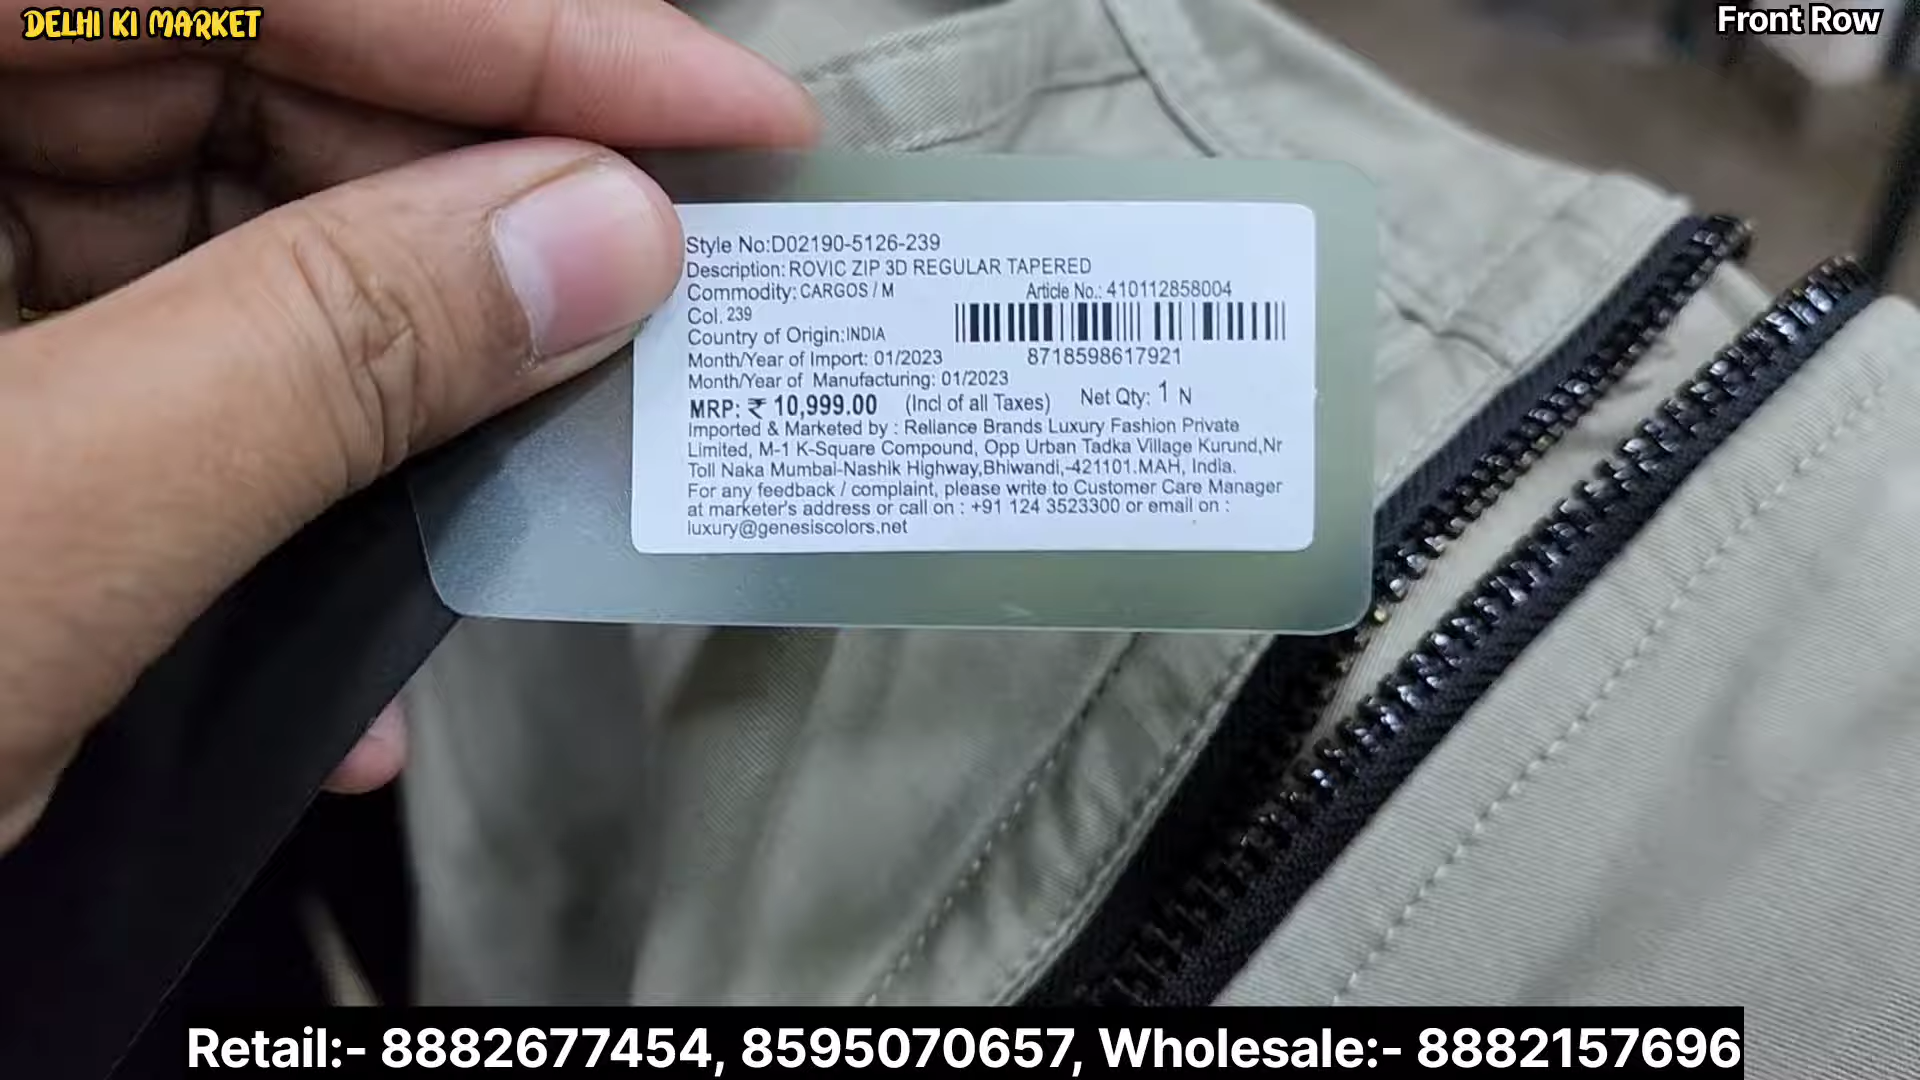 DELHI KI MARKET
Front Row
Style No:D02190-5126-239
Description: ROVIC ZIP 3D REGULAR TAPERED
Commodity: CARGOS / M
Article No.: 410112858004
Col. 239
Country of Origin:INDIA
Month/Year of Import: 01/2023
8718598617921
Month/Year of Manufacturing: 01/2023
MRP: ₹ 10,999.00 (Incl of all Taxes) Net Qty: 1 N
Imported & Marketed by : Reliance Brands Luxury Fashion Private
Limited, M-1 K-Square Compound, Opp Urban Tadka Village Kurund,Nr
Toll Naka Mumbai-Nashik Highway,Bhiwandi,-421101.MAH, India.
For any feedback / complaint, please write to Customer Care Manager
at marketer's address or call on : +91 124 3523300 or email on :
luxury@genesiscolors.net
Retail:- 8882677454, 8595070657, Wholesale:- 8882157696